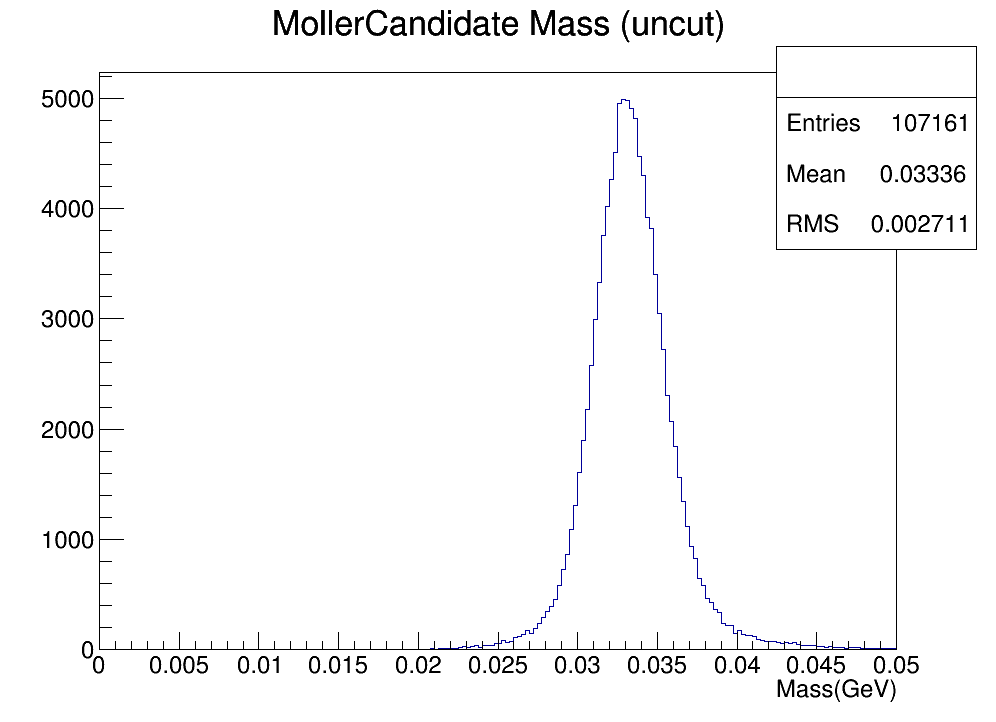 MollerCandidate Mass (uncut)
Entries 107161
Mean 0.03336
RMS 0.002711
5000
4000
3000
2000
1000
0
0 0.005 0.01 0.015 0.02 0.025 0.03 0.035 0.04 0.045 0.05
Mass(GeV)